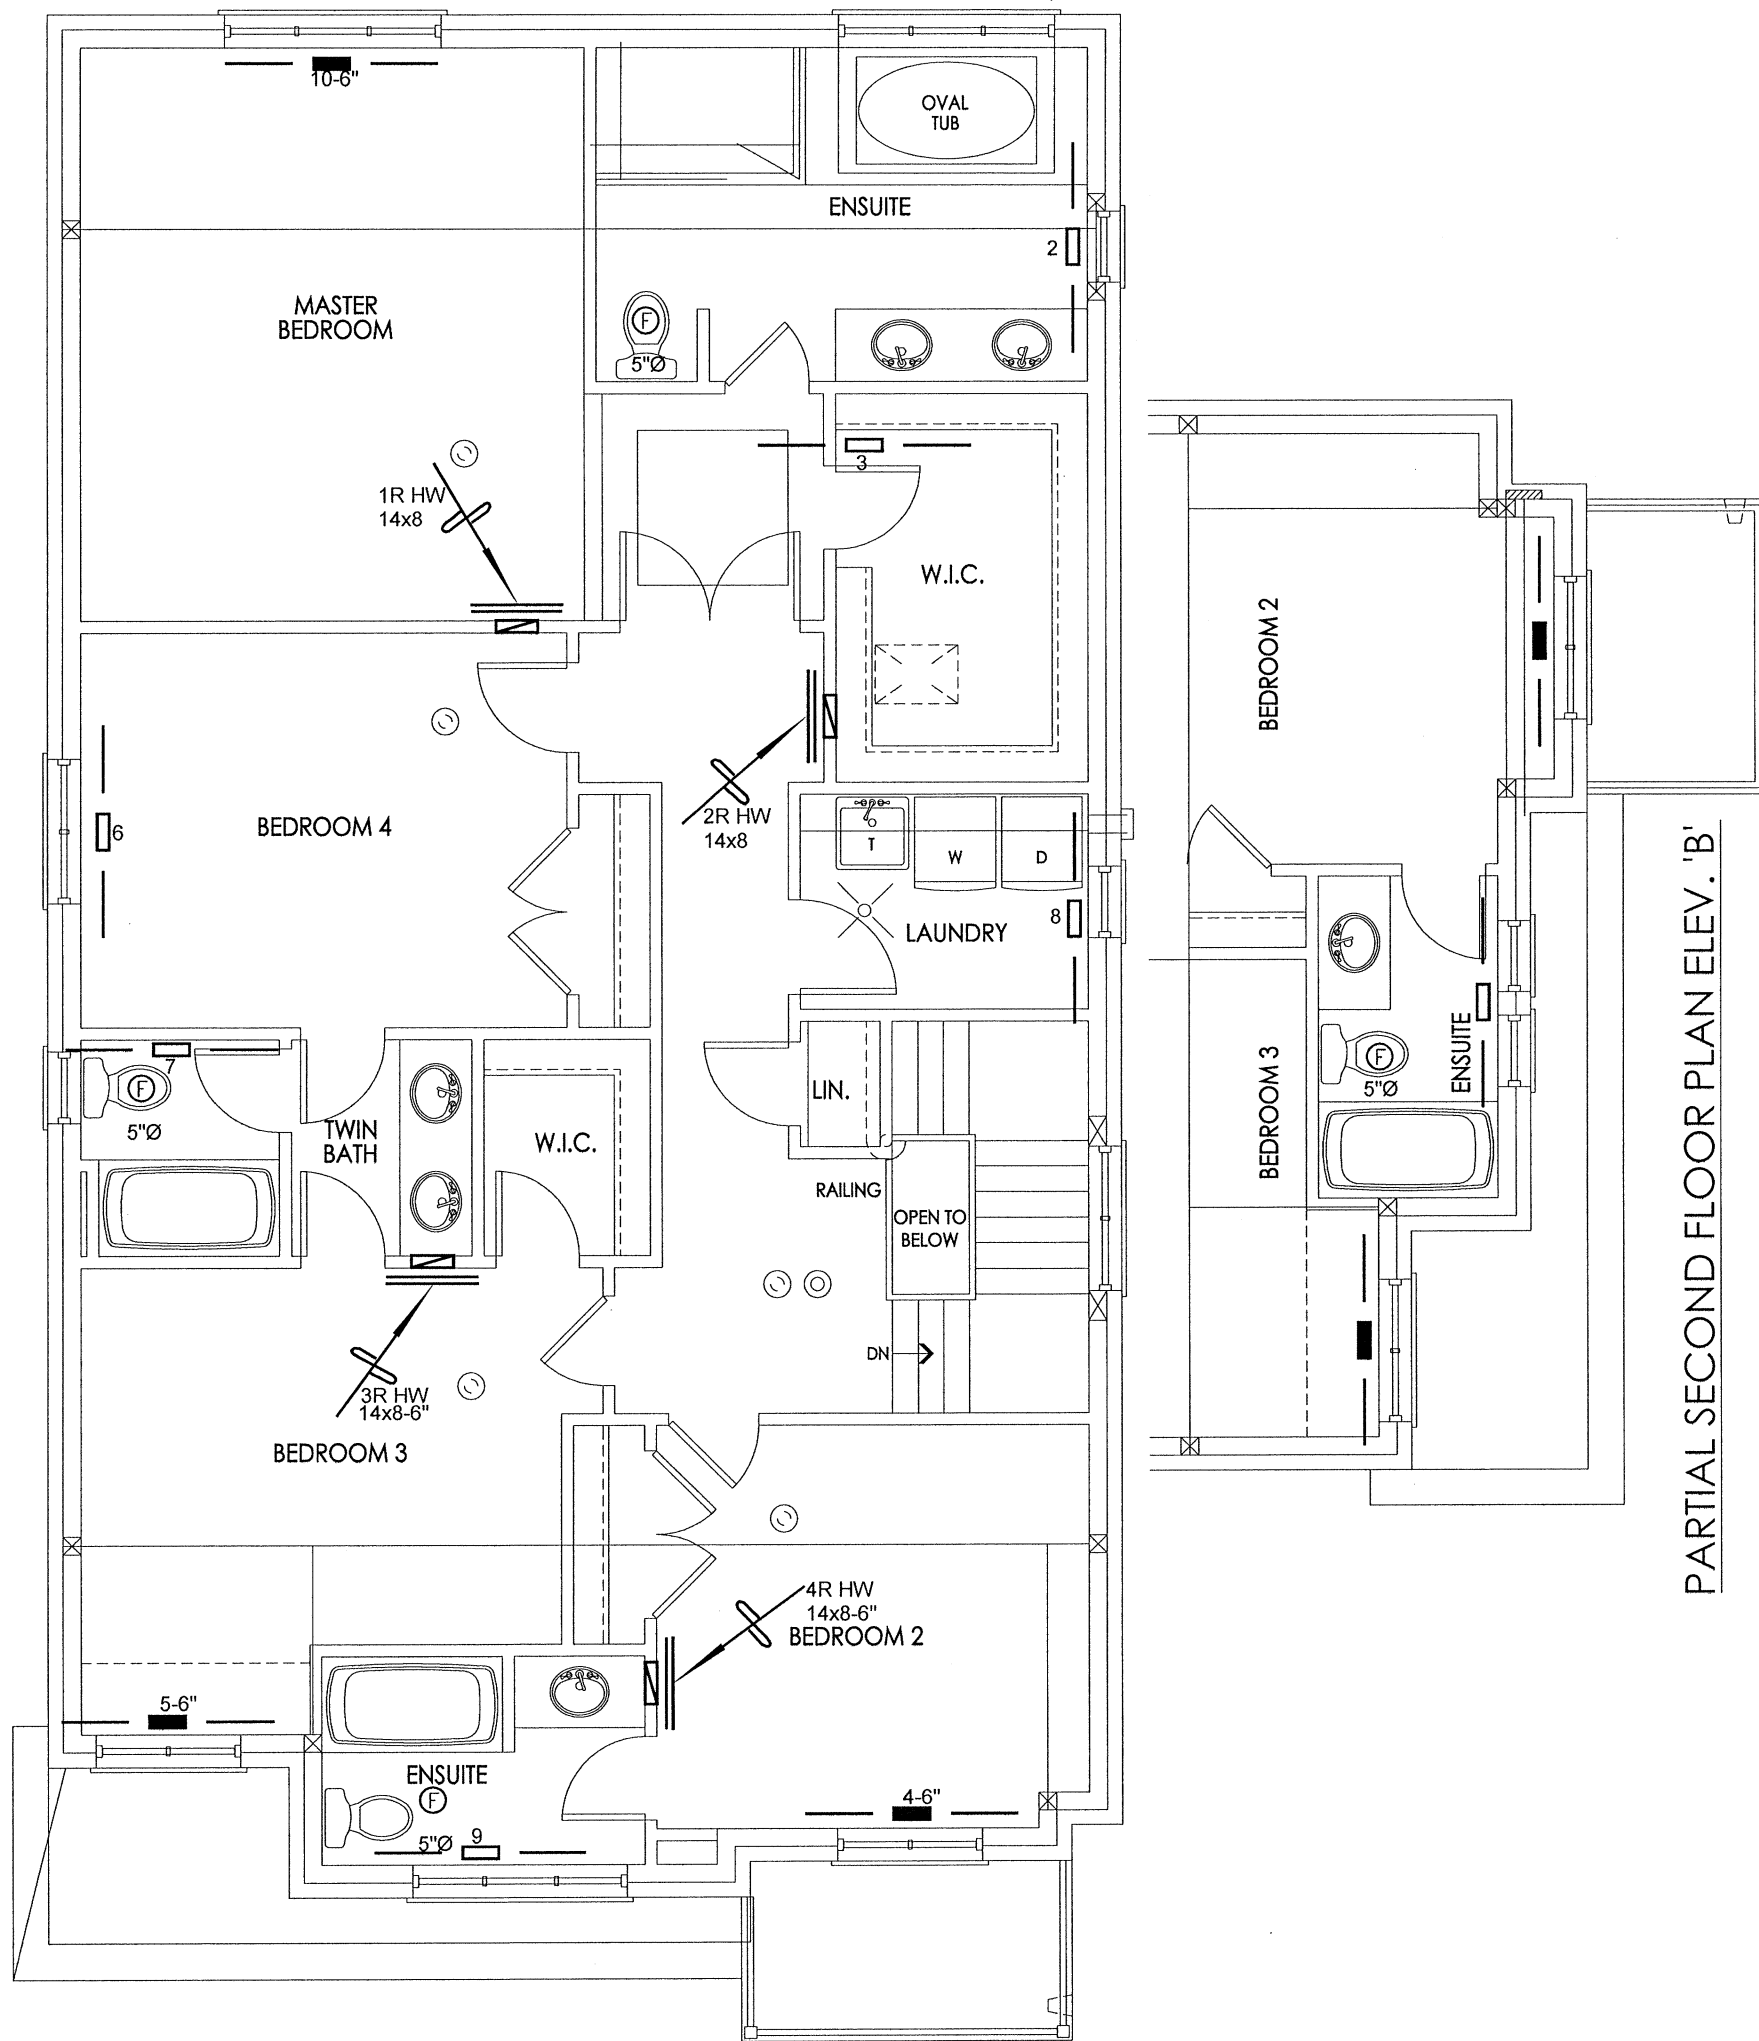 10-6"
OVAL
TUB
ENSUITE
2
MASTER
BEDROOM
F
5"Ø
3
1R HW
14x8
W.I.C.
2R HW
14x8
6
BEDROOM 4
T
W
D
8
LAUNDRY
7
F
5"Ø
TWIN
BATH
W.I.C.
LIN.
RAILING
OPEN TO
BELOW
DN
3R HW
14x8-6"
BEDROOM 3
4R HW
14x8-6"
BEDROOM 2
5-6"
ENSUITE
F
4-6"
5"Ø
9
BEDROOM 2
BEDROOM 3
ENSUITE
F
5"Ø
PARTIAL SECOND FLOOR PLAN ELEV. 'B'